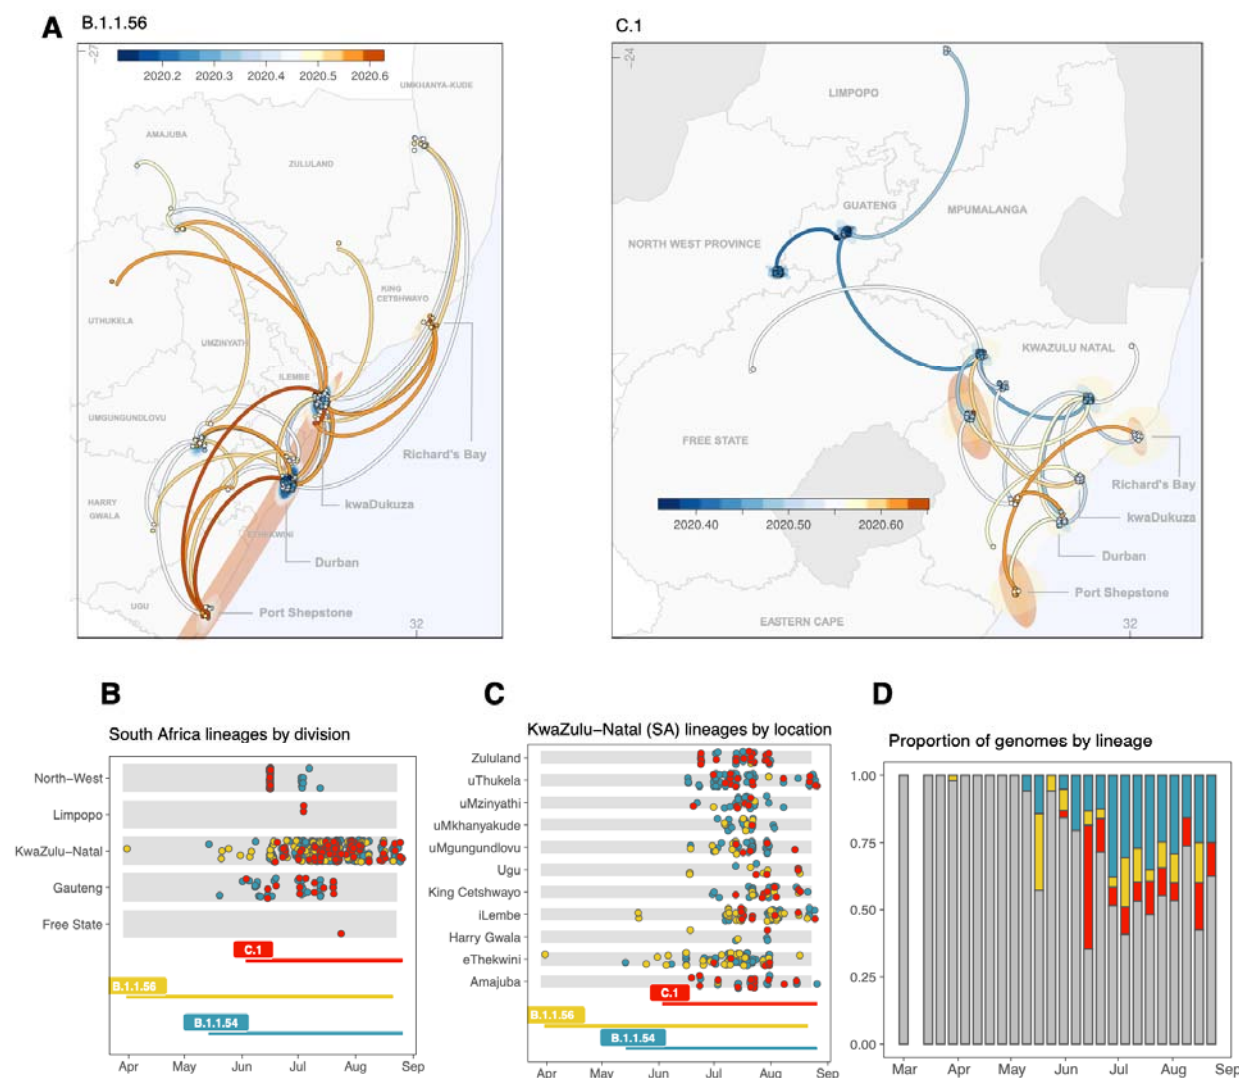 A
B.1.1.56
C.1
-27
2020.2 2020.3 2020.4 2020.5 2020.6
UMKHANYA-KUDE
AMAJUBA
ZULULAND
KING
CETSHWAYO
UTHUKELA
UMZINYATH
ILEMBE
UMGUNGUNDLOVU
Richard's Bay
HARRY
GWALA
kwaDukuza
Durban
UGU
Port Shepstone
32
-24
LIMPOPO
GUATENG
MPUMALANGA
NORTH WEST PROVINCE
KWAZULU NATAL
FREE STATE
Richard's Bay
2020.40 2020.50 2020.60
kwaDukuza
Durban
Port Shepstone
EASTERN CAPE
32
B
South Africa lineages by division
North-West
Limpopo
KwaZulu-Natal
Gauteng
Free State
C.1
B.1.1.56
B.1.1.54
Apr May Jun Jul Aug Sep
C
KwaZulu-Natal (SA) lineages by location
Zululand
uThukela
uMzinyathi
uMkhanyakude
uMgungundlovu
Ugu
King Cetshwayo
iLembe
Harry Gwala
eThekwini
Amajuba
C.1
B.1.1.56
B.1.1.54
Apr May Jun Jul Aug Sep
D
Proportion of genomes by lineage
1.00
0.75
0.50
0.25
0.00
Mar Apr May Jun Jul Aug Sep